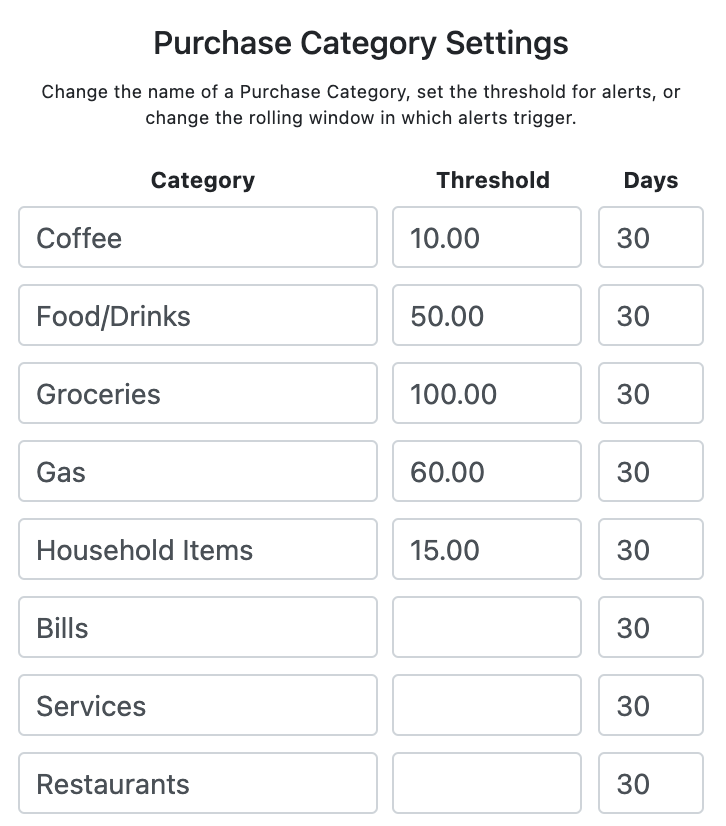 Purchase Category Settings
Change the name of a Purchase Category, set the threshold for alerts, or
change the rolling window in which alerts trigger.
Category Threshold Days
Coffee 10.00 30
Food/Drinks 50.00 30
Groceries 100.00 30
Gas 60.00 30
Household Items 15.00 30
Bills 30
Services 30
Restaurants 30